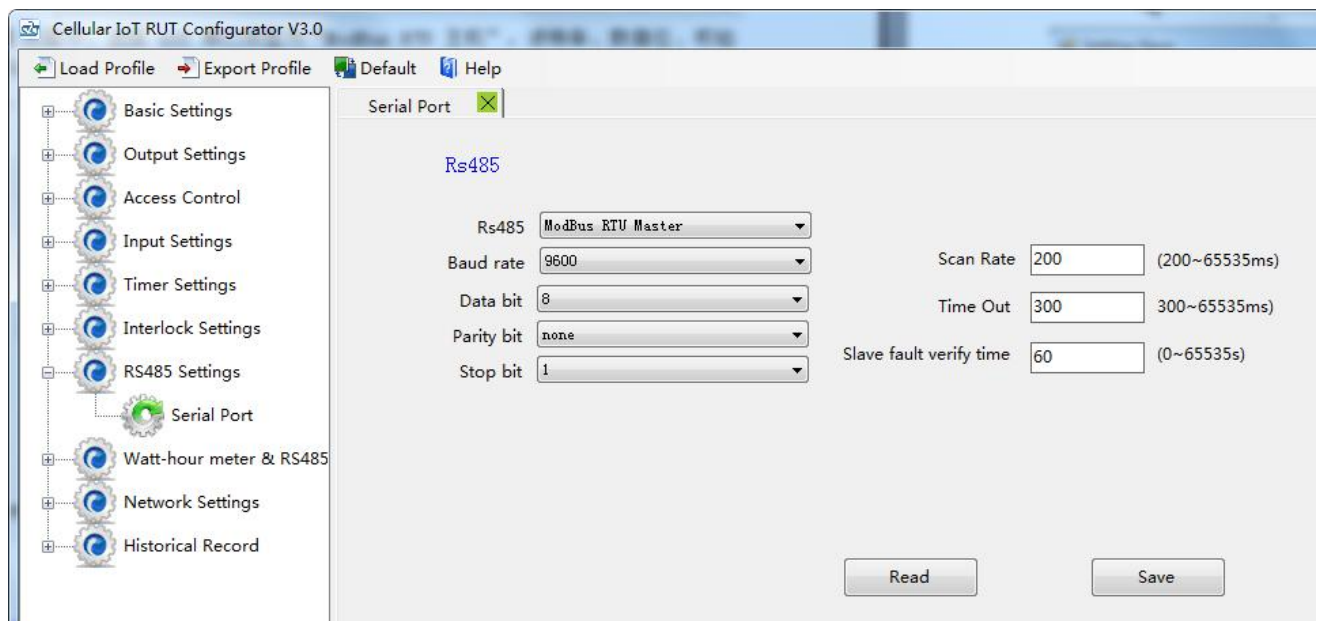 Cellular IoT RUT Configurator V3.0
Load Profile Export Profile Default Help
Basic Settings
Output Settings
Access Control
Input Settings
Timer Settings
Interlock Settings
RS485 Settings
Serial Port
Watt-hour meter & RS485
Network Settings
Historical Record
Serial Port
Rs485
Rs485 ModBus RTU Master
Baud rate 9600
Data bit 8
Parity bit none
Stop bit 1
Scan Rate 200 (200~65535ms)
Time Out 300 300~65535ms)
Slave fault verify time 60 (0~65535s)
Read Save